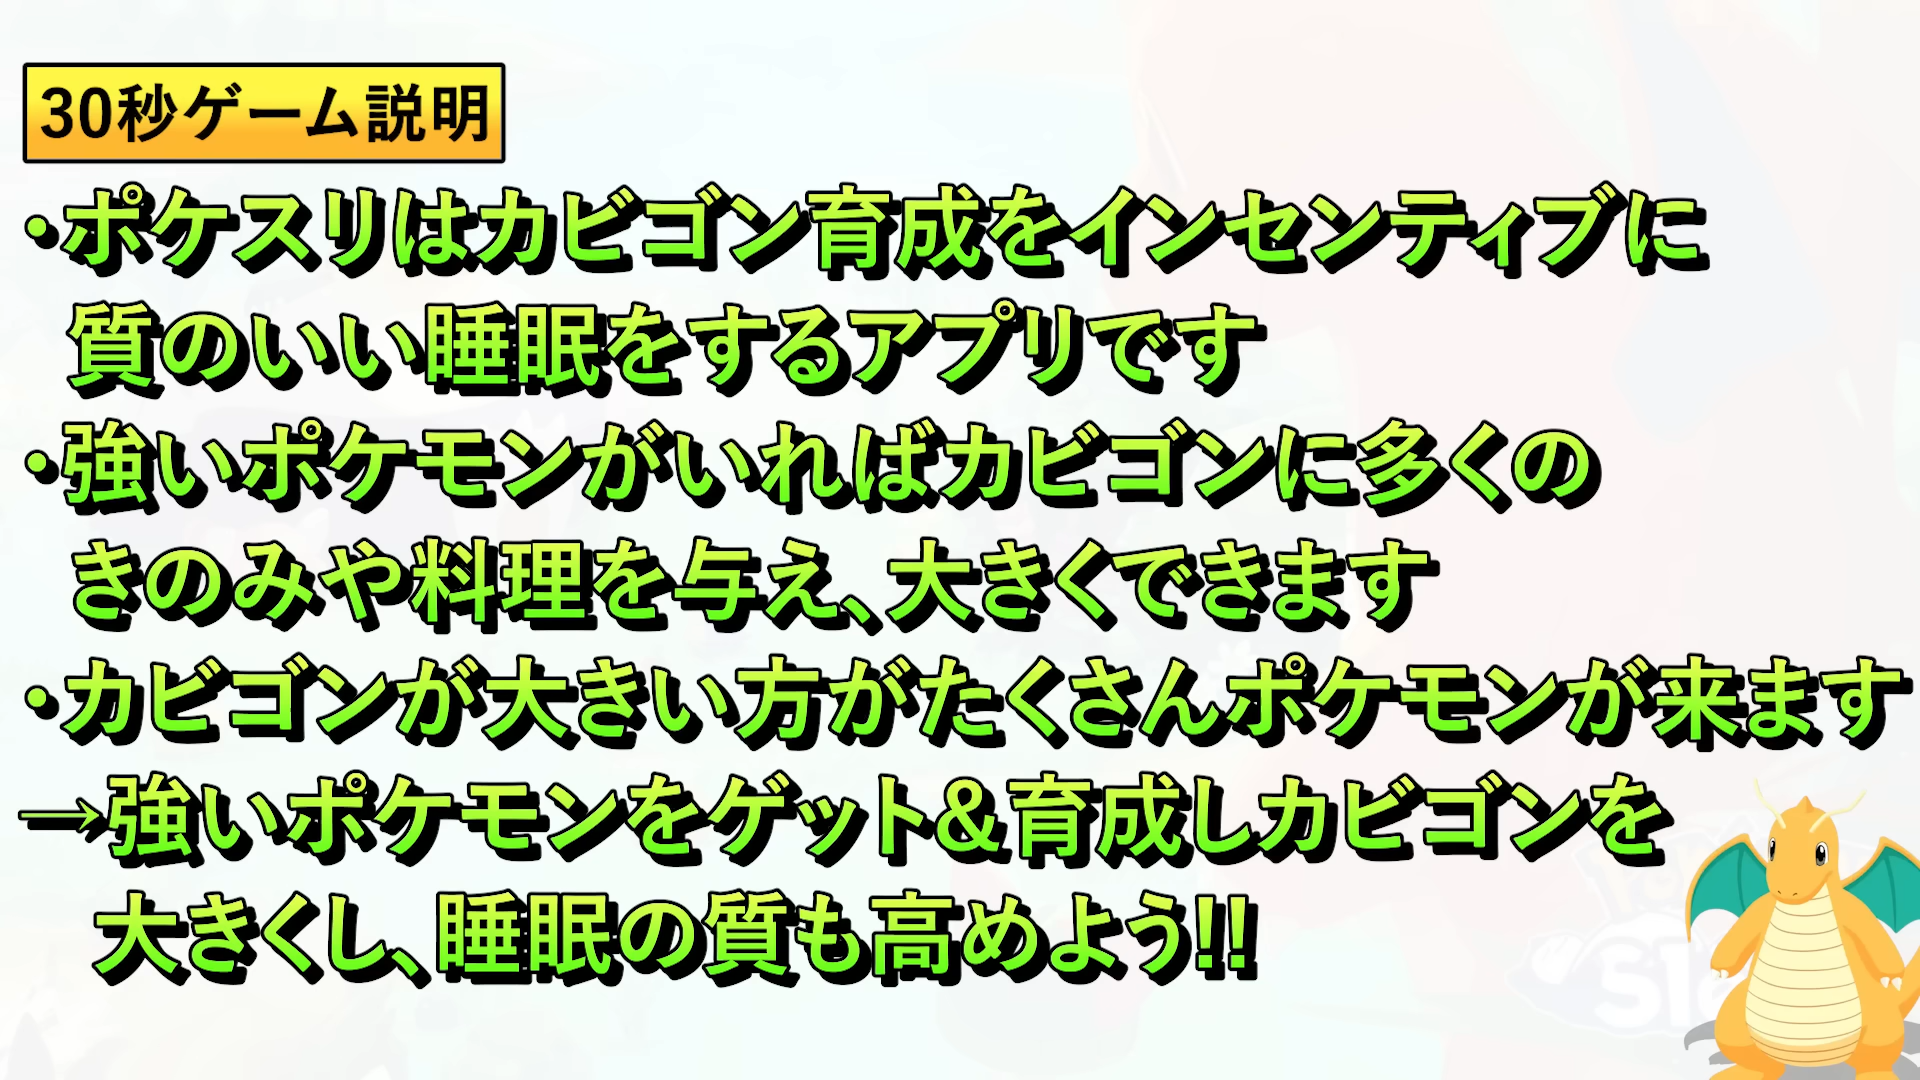 30秒ゲーム説明
・ポケスリはカビゴン育成をインセンティブに
質のいい睡眠をするアプリです
・強いポケモンがいればカビゴンに多くの
きのみや料理を与え、大きくできます
・カビゴンが大きい方がたくさんポケモンが来ます
→強いポケモンをゲット&育成しカビゴンを
大きくし、睡眠の質も高めよう!!